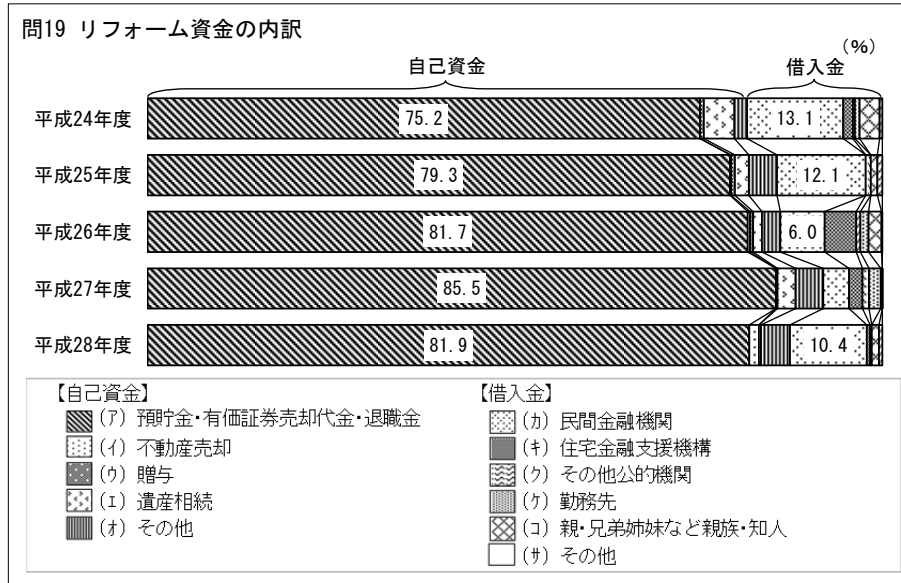 問19 リフォーム資金の内訳
(%)
自己資金 借入金
平成24年度 75.2 13.1
平成25年度 79.3 12.1
平成26年度 81.7 6.0
平成27年度 85.5
平成28年度 81.9 10.4
【自己資金】
(ア) 預貯金・有価証券売却代金・退職金
(イ) 不動産売却
(ウ) 贈与
(エ) 遺産相続
(オ) その他
【借入金】
(カ) 民間金融機関
(キ) 住宅金融支援機構
(ク) その他公的機関
(ケ) 勤務先
(コ) 親・兄弟姉妹など親族・知人
(サ) その他